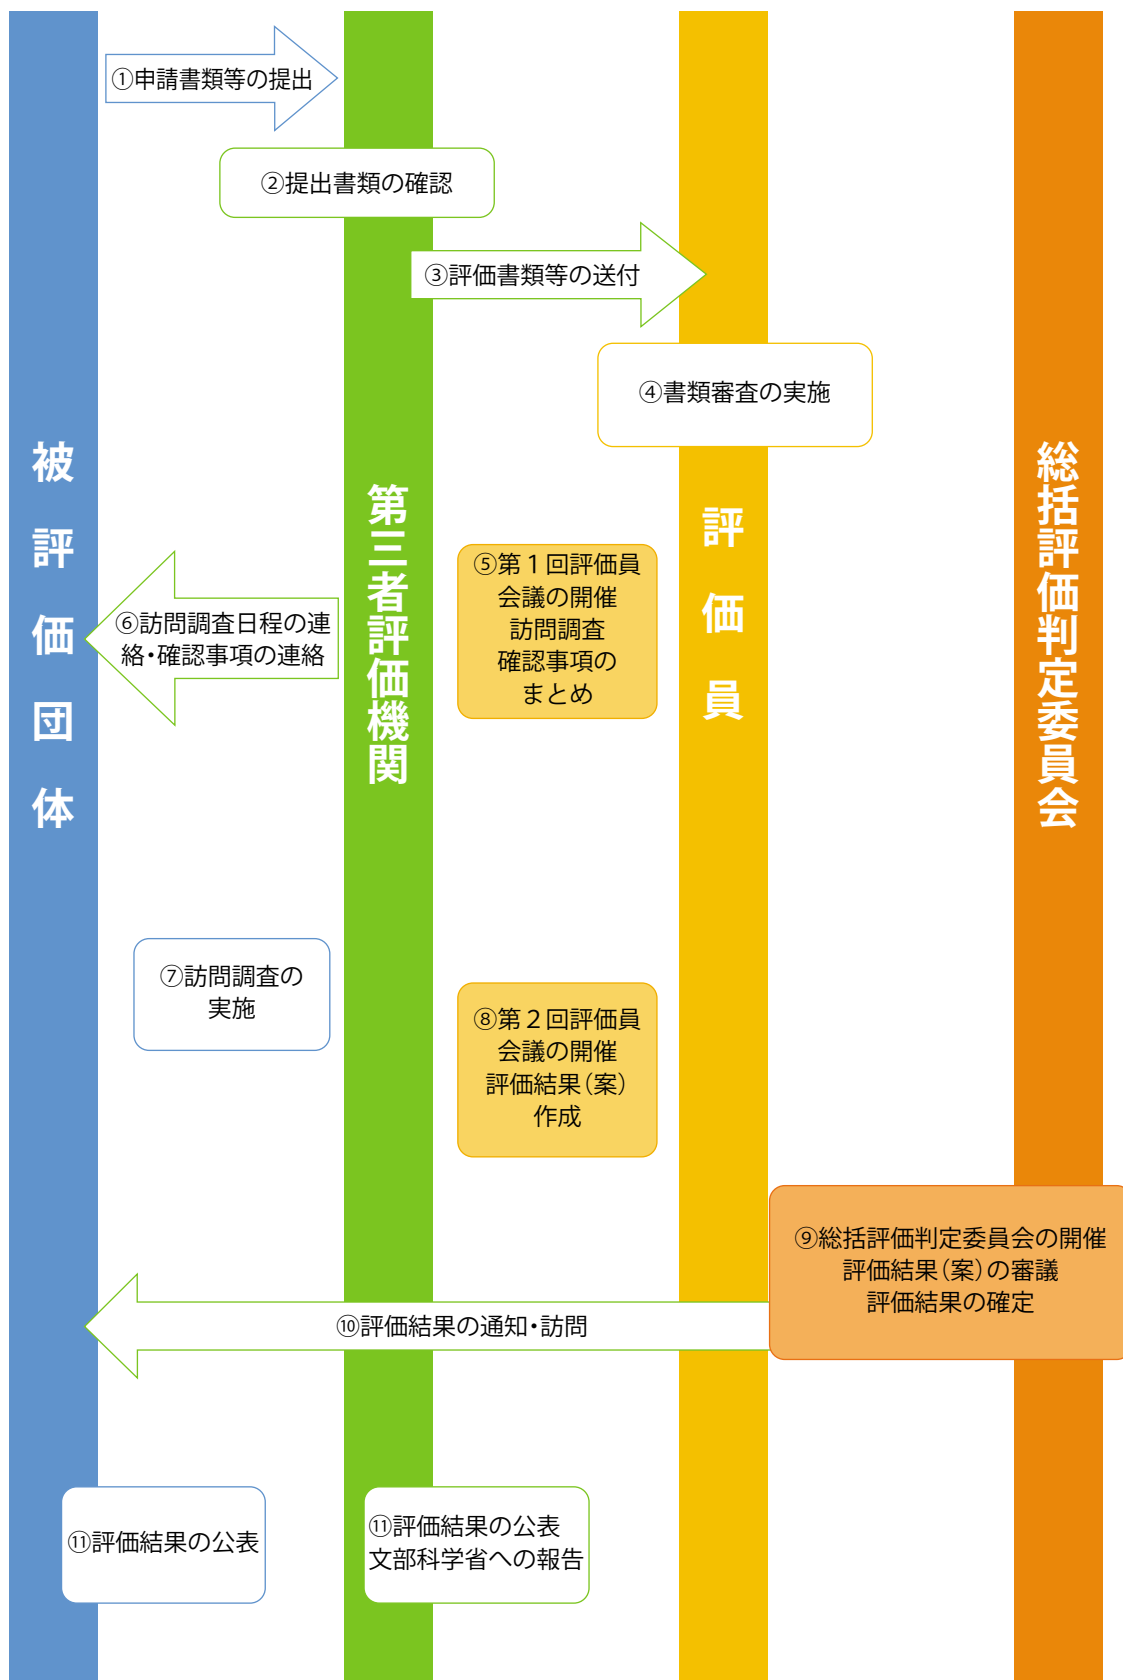 ①申請書類等の提出
②提出書類の確認
③評価書類等の送付
④書類審査の実施
被評価団体
第三者評価機関
評価員
総括評価判定委員会
⑤第１回評価員
会議の開催
訪問調査
確認事項の
まとめ
⑥訪問調査日程の連
絡・確認事項の連絡
⑦訪問調査の
実施
⑧第２回評価員
会議の開催
評価結果（案）
作成
⑨総括評価判定委員会の開催
評価結果（案）の審議
評価結果の確定
⑩評価結果の通知・訪問
⑪評価結果の公表
⑪評価結果の公表
文部科学省への報告